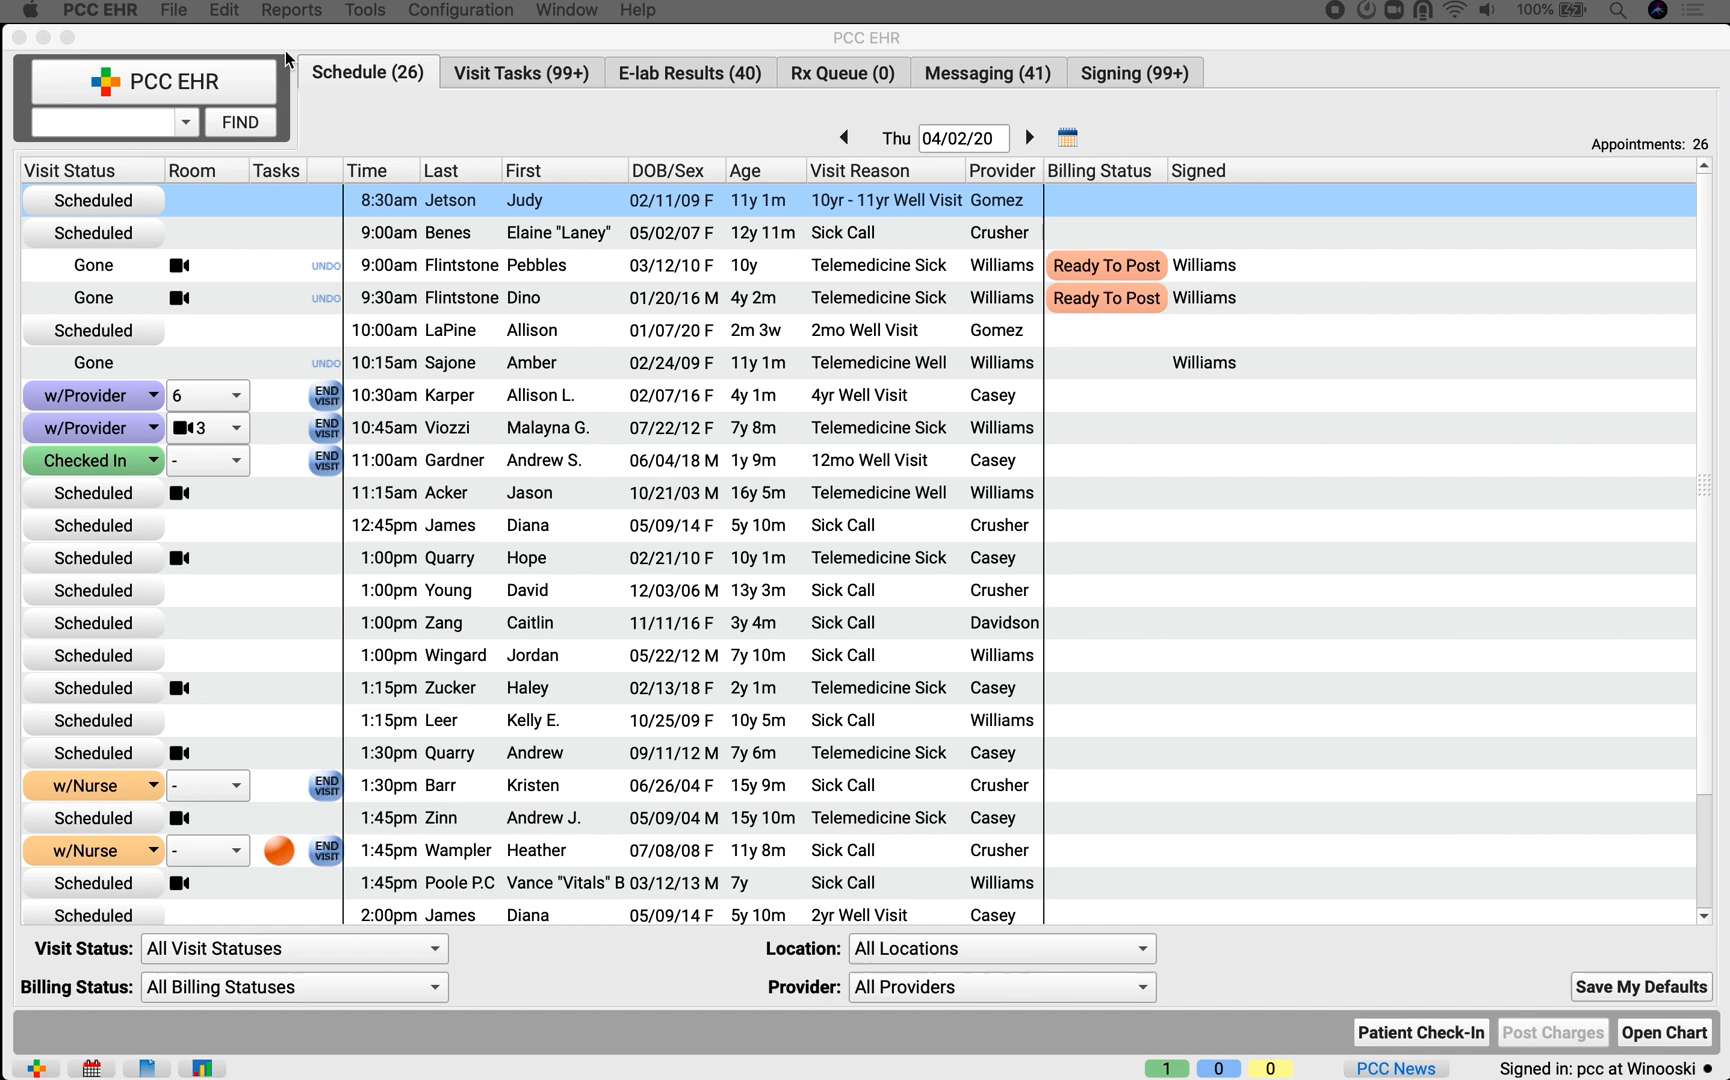 PCC EHR File Edit Reports Tools Configuration Window Help 100%
PCC EHR
PCC EHR
FIND
Schedule (26) Visit Tasks (99+) E-lab Results (40) Rx Queue (0) Messaging (41) Signing (99+)
Thu 04/02/20
Appointments: 26
Visit Status Room Tasks Time Last First DOB/Sex Age Visit Reason Provider Billing Status Signed
Scheduled 8:30am Jetson Judy 02/11/09 F 11y 1m 10yr - 11yr Well Visit Gomez
Scheduled 9:00am Benes Elaine "Laney" 05/02/07 F 12y 11m Sick Call Crusher
Gone UNDO 9:00am Flintstone Pebbles 03/12/10 F 10y Telemedicine Sick Williams Ready To Post Williams
Gone UNDO 9:30am Flintstone Dino 01/20/16 M 4y 2m Telemedicine Sick Williams Ready To Post Williams
Scheduled 10:00am LaPine Allison 01/07/20 F 2m 3w 2mo Well Visit Gomez
Gone UNDO 10:15am Sajone Amber 02/24/09 F 11y 1m Telemedicine Well Williams Williams
w/Provider 6 END VISIT 10:30am Karper Allison L. 02/07/16 F 4y 1m 4yr Well Visit Casey
w/Provider 3 END VISIT 10:45am Viozzi Malayna G. 07/22/12 F 7y 8m Telemedicine Sick Williams
Checked In - END VISIT 11:00am Gardner Andrew S. 06/04/18 M 1y 9m 12mo Well Visit Casey
Scheduled 11:15am Acker Jason 10/21/03 M 16y 5m Telemedicine Well Williams
Scheduled 12:45pm James Diana 05/09/14 F 5y 10m Sick Call Crusher
Scheduled 1:00pm Quarry Hope 02/21/10 F 10y 1m Telemedicine Sick Casey
Scheduled 1:00pm Young David 12/03/06 M 13y 3m Sick Call Crusher
Scheduled 1:00pm Zang Caitlin 11/11/16 F 3y 4m Sick Call Davidson
Scheduled 1:00pm Wingard Jordan 05/22/12 M 7y 10m Sick Call Williams
Scheduled 1:15pm Zucker Haley 02/13/18 F 2y 1m Telemedicine Sick Casey
Scheduled 1:15pm Leer Kelly E. 10/25/09 F 10y 5m Sick Call Williams
Scheduled 1:30pm Quarry Andrew 09/11/12 M 7y 6m Telemedicine Sick Casey
w/Nurse - END VISIT 1:30pm Barr Kristen 06/26/04 F 15y 9m Sick Call Crusher
Scheduled 1:45pm Zinn Andrew J. 05/09/04 M 15y 10m Telemedicine Sick Casey
w/Nurse - END VISIT 1:45pm Wampler Heather 07/08/08 F 11y 8m Sick Call Crusher
Scheduled 1:45pm Poole P.C Vance "Vitals" B 03/12/13 M 7y Sick Call Williams
Scheduled 2:00pm James Diana 05/09/14 F 5y 10m 2yr Well Visit Casey
Visit Status: All Visit Statuses Location: All Locations
Billing Status: All Billing Statuses Provider: All Providers Save My Defaults
Patient Check-In Post Charges Open Chart
1 0 0 PCC News Signed in: pcc at Winooski